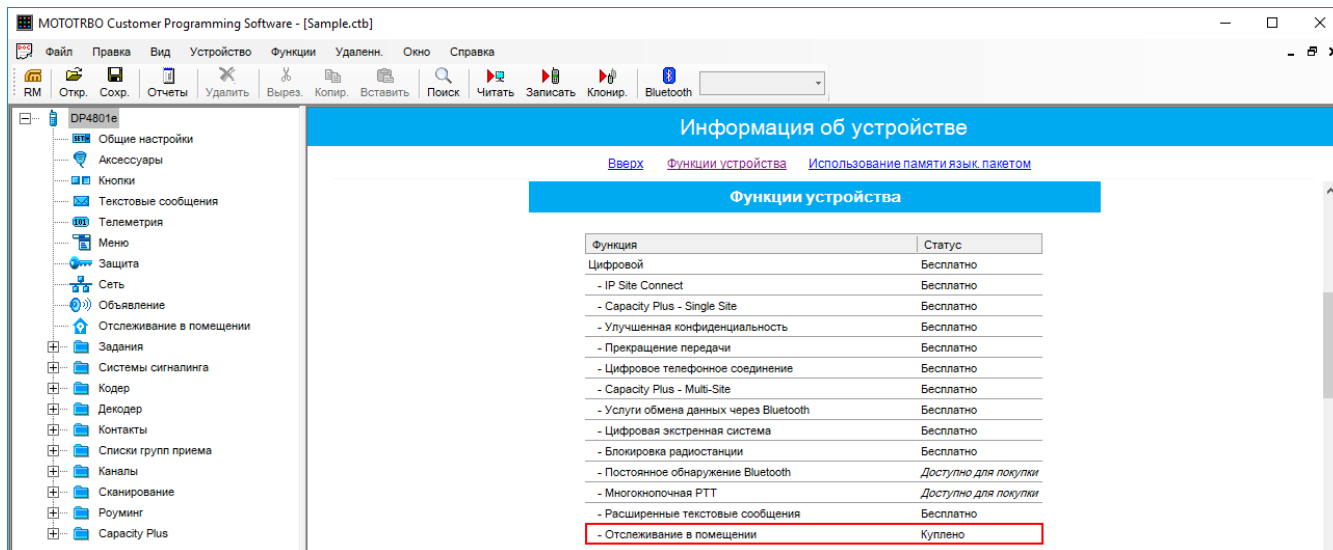 MOTOTRBO Customer Programming Software - [Sample.ctb]
Файл Правка Вид Устройство Функции Удаленн. Окно Справка
RM Откр. Сохр. Отчеты Удалить Вырез. Копир. Вставить Поиск Читать Записать Клонир. Bluetooth
DP4801e
Общие настройки
Аксессуары
Кнопки
Текстовые сообщения
Телеметрия
Меню
Защита
Сеть
Объявление
Отслеживание в помещении
Задания
Системы сигналинга
Кодер
Декодер
Контакты
Списки групп приема
Каналы
Сканирование
Роуминг
Capacity Plus
Информация об устройстве
Вверх Функции устройства Использование памяти язык. пакетом
Функции устройства
Функция Статус
Цифровой Бесплатно
- IP Site Connect Бесплатно
- Capacity Plus - Single Site Бесплатно
- Улучшенная конфиденциальность Бесплатно
- Прекращение передачи Бесплатно
- Цифровое телефонное соединение Бесплатно
- Capacity Plus - Multi-Site Бесплатно
- Услуги обмена данных через Bluetooth Бесплатно
- Цифровая экстренная система Бесплатно
- Блокировка радиостанции Бесплатно
- Постоянное обнаружение Bluetooth Доступно для покупки
- Многокнопочная PTT Доступно для покупки
- Расширенные текстовые сообщения Бесплатно
- Отслеживание в помещении Куплено